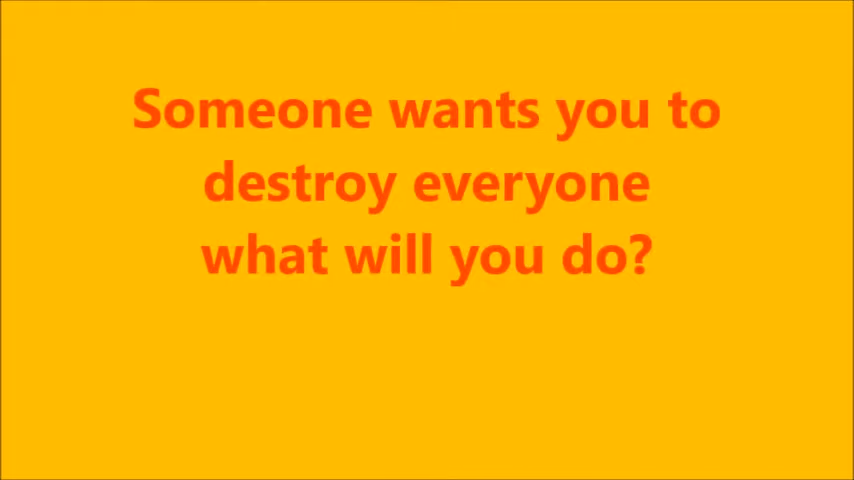 Someone wants you to
destroy everyone
what will you do?